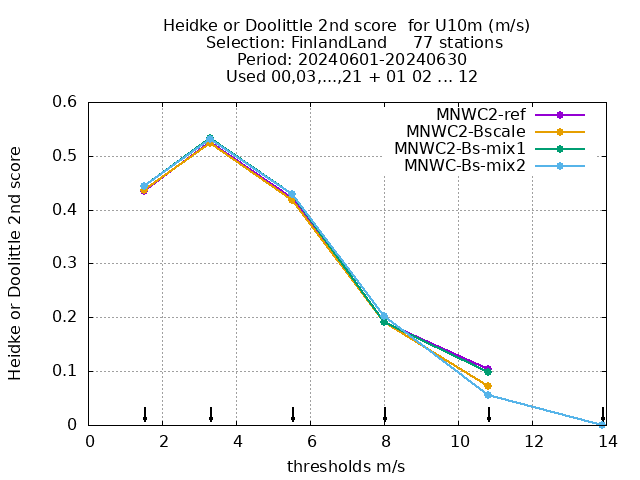 Heidke or Doolittle 2nd score  for U10m (m/s)
Selection: FinlandLand     77 stations
Period: 20240601-20240630
Used 00,03,...,21 + 01 02 ... 12
MNWC2-ref
MNWC2-Bscale
MNWC2-Bs-mix1
MNWC-Bs-mix2
Heidke or Doolittle 2nd score
0.6
0.5
0.4
0.3
0.2
0.1
0
0 2 4 6 8 10 12 14
thresholds m/s